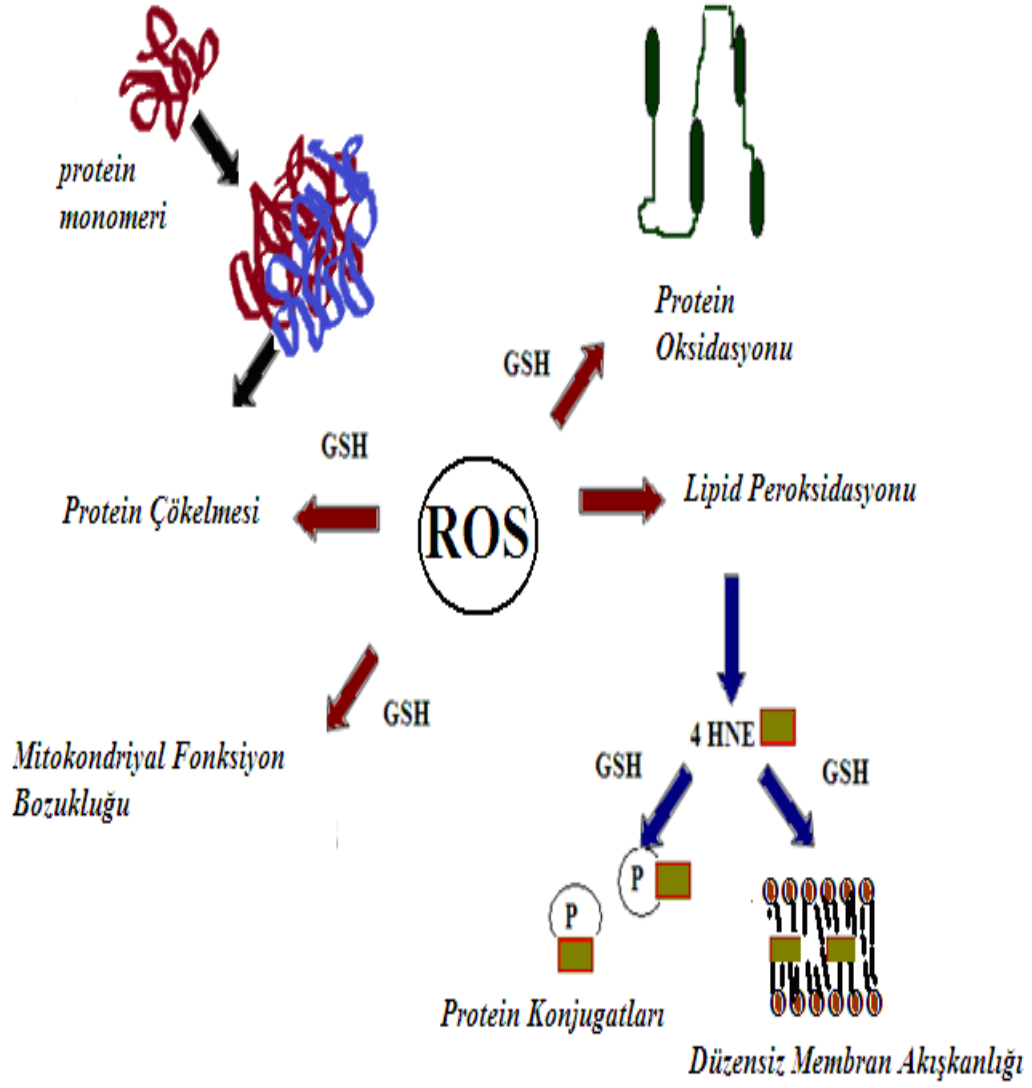 protein
monomeri
Protein
Oksidasyonu
GSH
GSH
Protein Çökelmesi
ROS
Lipid Peroksidasyonu
GSH
Mitokondriyal Fonksiyon
Bozukluğu
4 HNE
GSH
GSH
P
P
Protein Konjugatları
Düzensiz Membran Akışkanlığı